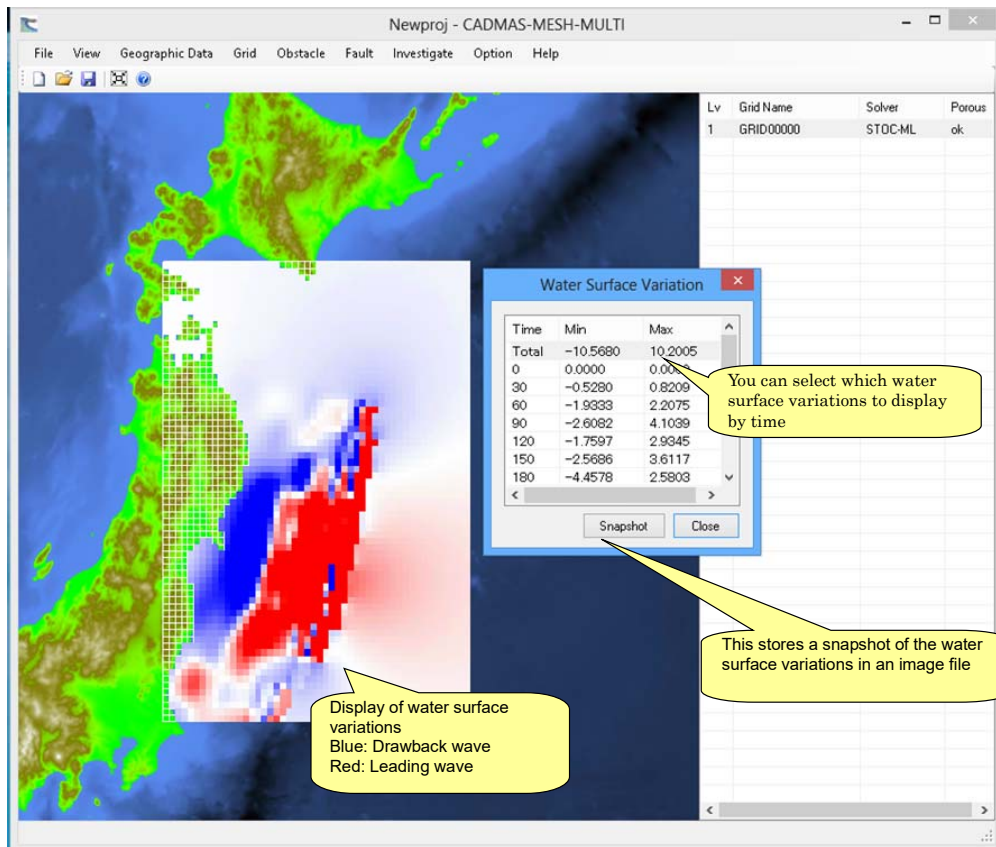 Newproj - CADMAS-MESH-MULTI
File View Geographic Data Grid Obstacle Fault Investigate Option Help
Lv Grid Name Solver Porous
1 GRID00000 STOC-ML ok
Water Surface Variation
Time Min Max
Total -10.5680 10.2005
0 0.0000 0.0000
30 -0.5280 0.8209
60 -1.9333 2.2075
90 -2.6082 4.1039
120 -1.7597 2.9345
150 -2.5686 3.6117
180 -4.4578 2.5803
Snapshot Close
You can select which water
surface variations to display
by time
This stores a snapshot of the water
surface variations in an image file
Display of water surface
variations
Blue: Drawback wave
Red: Leading wave